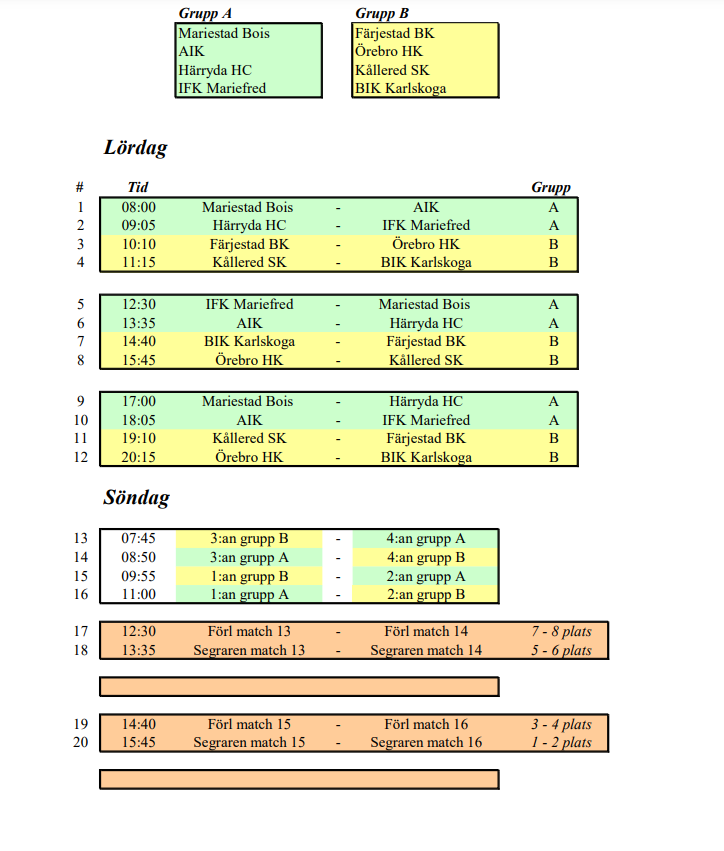 Grupp A Grupp B
Mariestad Bois Färjestad BK
AIK Örebro HK
Härryda HC Kållered SK
IFK Mariefred BIK Karlskoga
Lördag
# Tid Grupp
1 08:00 Mariestad Bois - AIK A
2 09:05 Härryda HC - IFK Mariefred A
3 10:10 Färjestad BK - Örebro HK B
4 11:15 Kållered SK - BIK Karlskoga B
5 12:30 IFK Mariefred - Mariestad Bois A
6 13:35 AIK - Härryda HC A
7 14:40 BIK Karlskoga - Färjestad BK B
8 15:45 Örebro HK - Kållered SK B
9 17:00 Mariestad Bois - Härryda HC A
10 18:05 AIK - IFK Mariefred A
11 19:10 Kållered SK - Färjestad BK B
12 20:15 Örebro HK - BIK Karlskoga B
Söndag
13 07:45 3:an grupp B - 4:an grupp A
14 08:50 3:an grupp A - 4:an grupp B
15 09:55 1:an grupp B - 2:an grupp A
16 11:00 1:an grupp A - 2:an grupp B
17 12:30 Förl match 13 - Förl match 14 7 - 8 plats
18 13:35 Segraren match 13 - Segraren match 14 5 - 6 plats
19 14:40 Förl match 15 - Förl match 16 3 - 4 plats
20 15:45 Segraren match 15 - Segraren match 16 1 - 2 plats